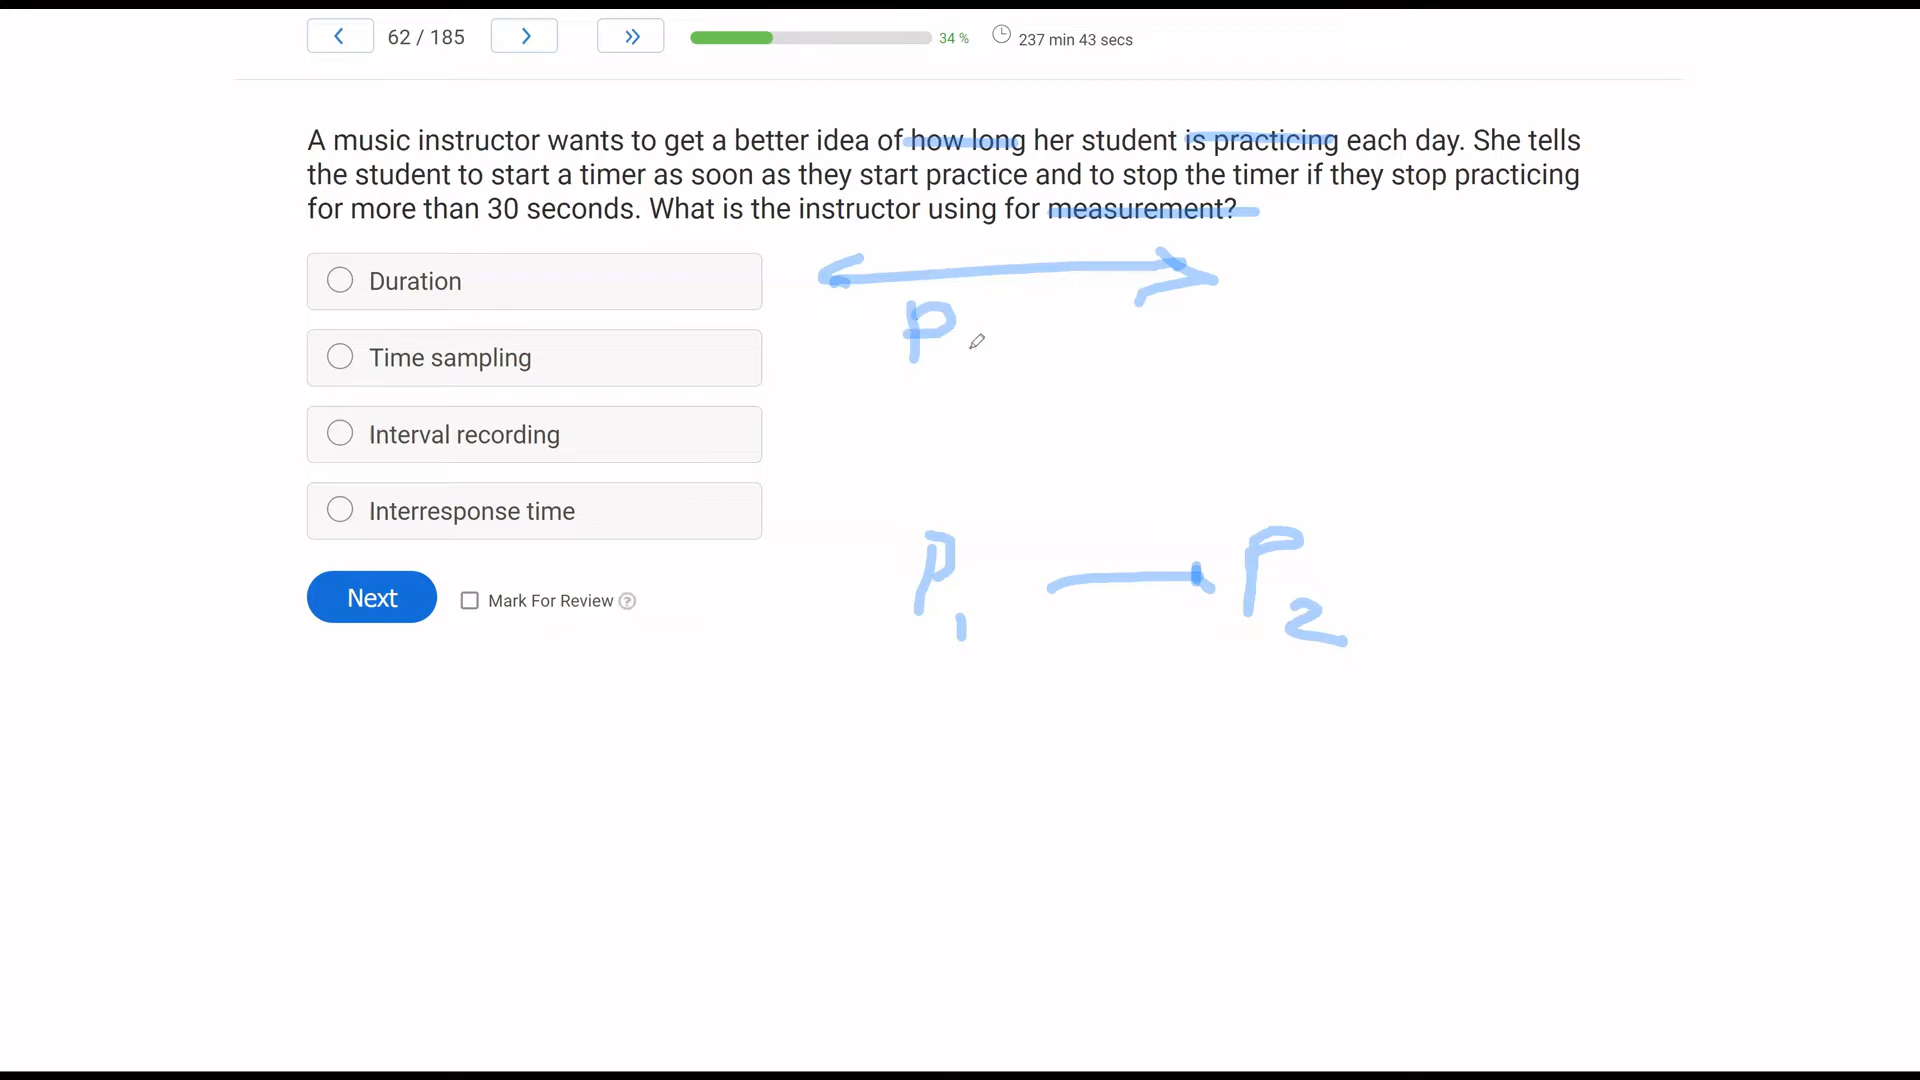 62 / 185
34 %
237 min 43 secs
A music instructor wants to get a better idea of how long her student is practicing each day. She tells
the student to start a timer as soon as they start practice and to stop the timer if they stop practicing
for more than 30 seconds. What is the instructor using for measurement?
Duration
P
Time sampling
Interval recording
Interresponse time
P1 P2
Next
Mark For Review ?